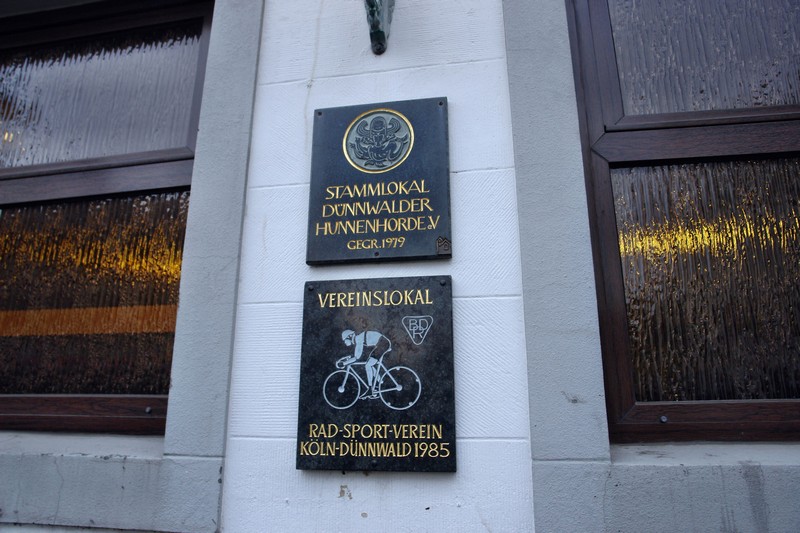 STAMMLOKAL
DÜNNWALDER
HUNNENHORDE e.V
GEGR. 1979
VEREINSLOKAL
BDR
RAD-SPORT-VEREIN
KÖLN-DÜNNWALD 1985